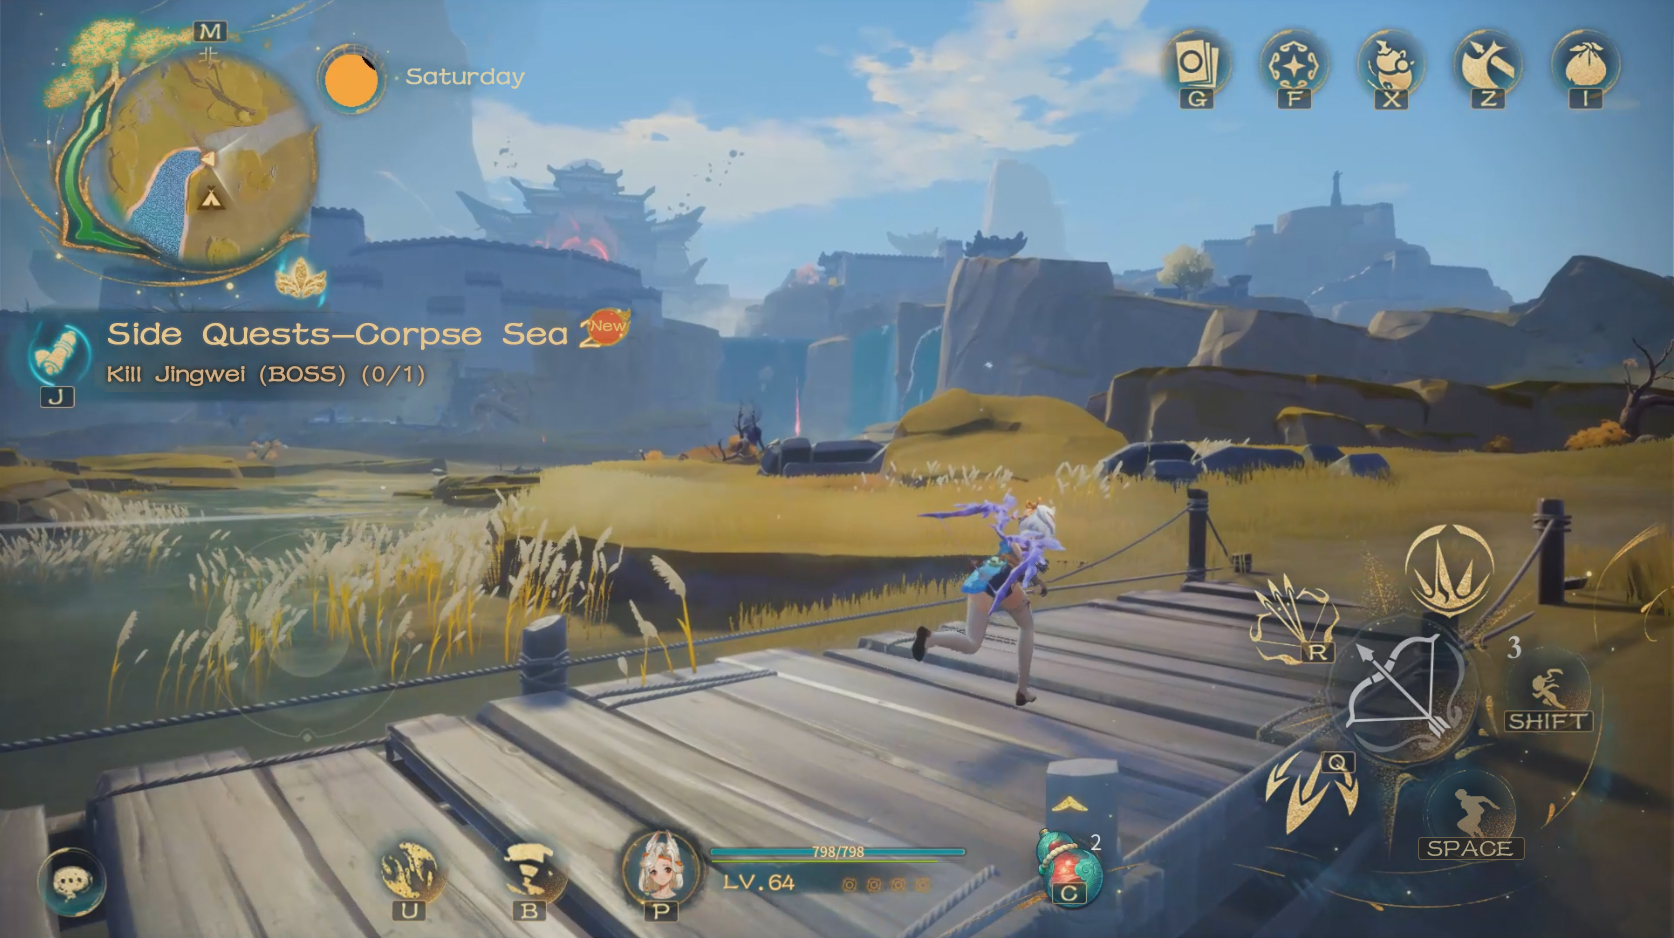 M
Saturday
G
F
X
Z
I
Side Quests—Corpse Sea 2
New
Kill Jingwei (BOSS) (0/1)
J
R
3
SHIFT
Q
SPACE
798/798
LV.64
2
C
U
B
P